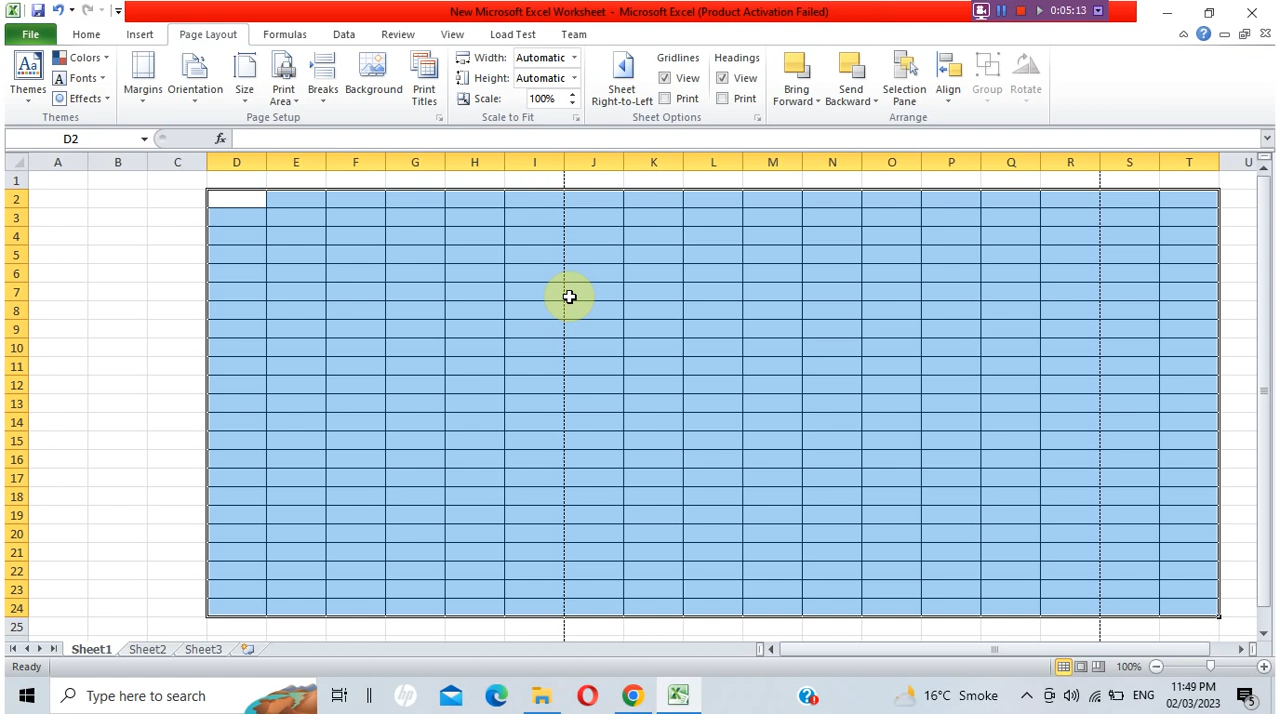 New Microsoft Excel Worksheet - Microsoft Excel (Product Activation Failed)
00:05:13
File Home Insert Page Layout Formulas Data Review View Load Test Team
Themes
Colors
Fonts
Effects
Themes
Margins
Orientation
Size
Print Area
Breaks
Background
Print Titles
Page Setup
Width: Automatic
Height: Automatic
Scale: 100%
Scale to Fit
Sheet Right-to-Left
Gridlines
View
Print
Headings
View
Print
Sheet Options
Bring Forward
Send Backward
Selection Pane
Align
Group
Rotate
Arrange
D2 fx
A B C D E F G H I J K L M N O P Q R S T U
1
2
3
4
5
6
7
8
9
10
11
12
13
14
15
16
17
18
19
20
21
22
23
24
25
Sheet1 Sheet2 Sheet3
Ready 100%
Type here to search
hp
16°C Smoke
ENG
11:49 PM
02/03/2023
5